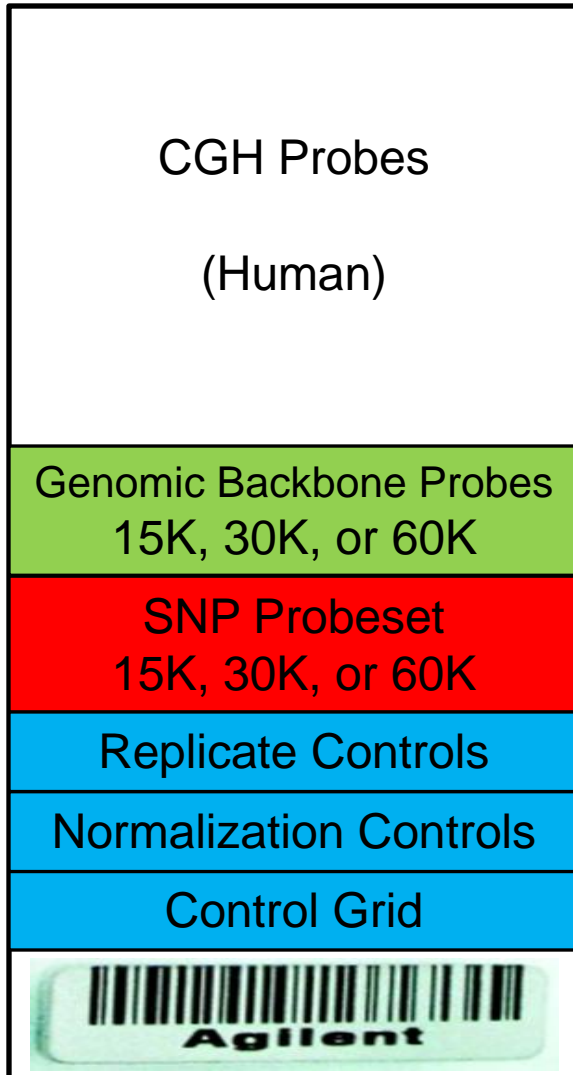 CGH Probes
(Human)
Genomic Backbone Probes
15K, 30K, or 60K
SNP Probeset
15K, 30K, or 60K
Replicate Controls
Normalization Controls
Control Grid
Agilent